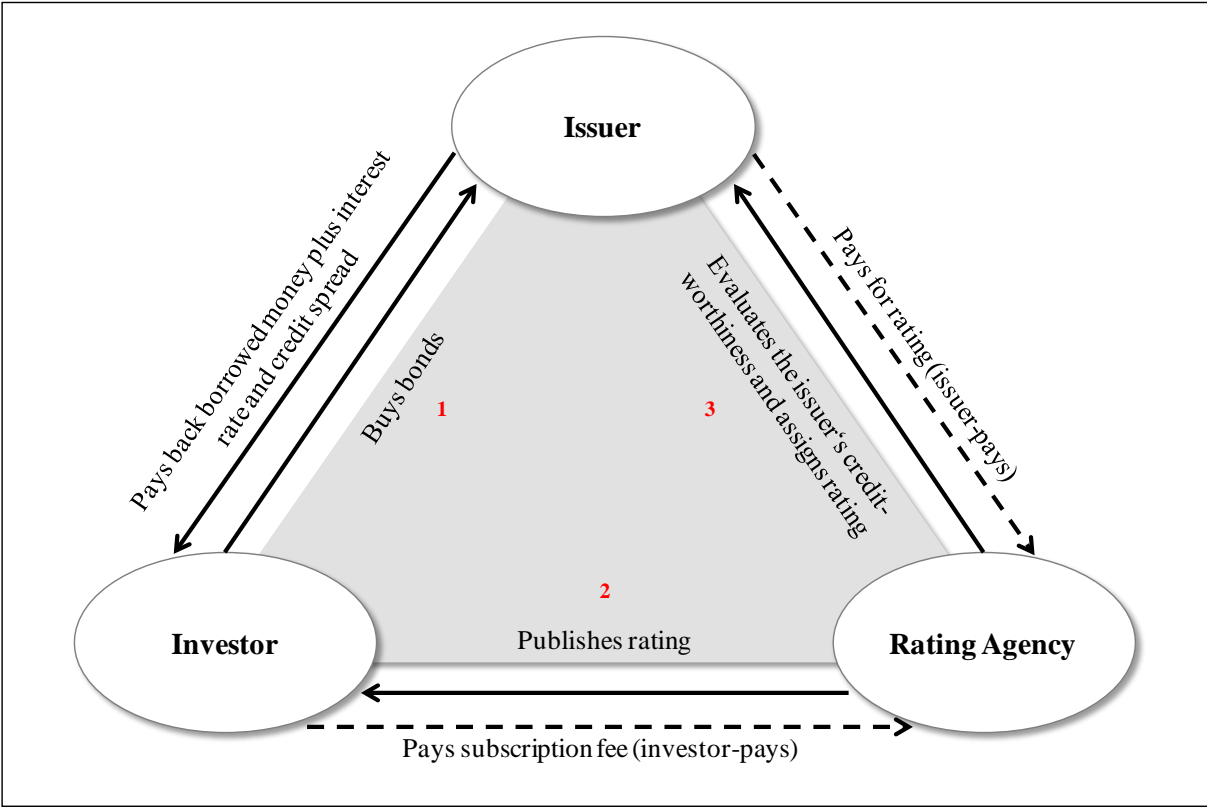 Issuer
Pays back borrowed money plus interest
rate and credit spread
Buys bonds
1
3
Evaluates the issuer‘s credit-
worthiness and assigns rating
Pays for rating (issuer-pays)
2
Investor
Publishes rating
Rating Agency
Pays subscription fee (investor-pays)